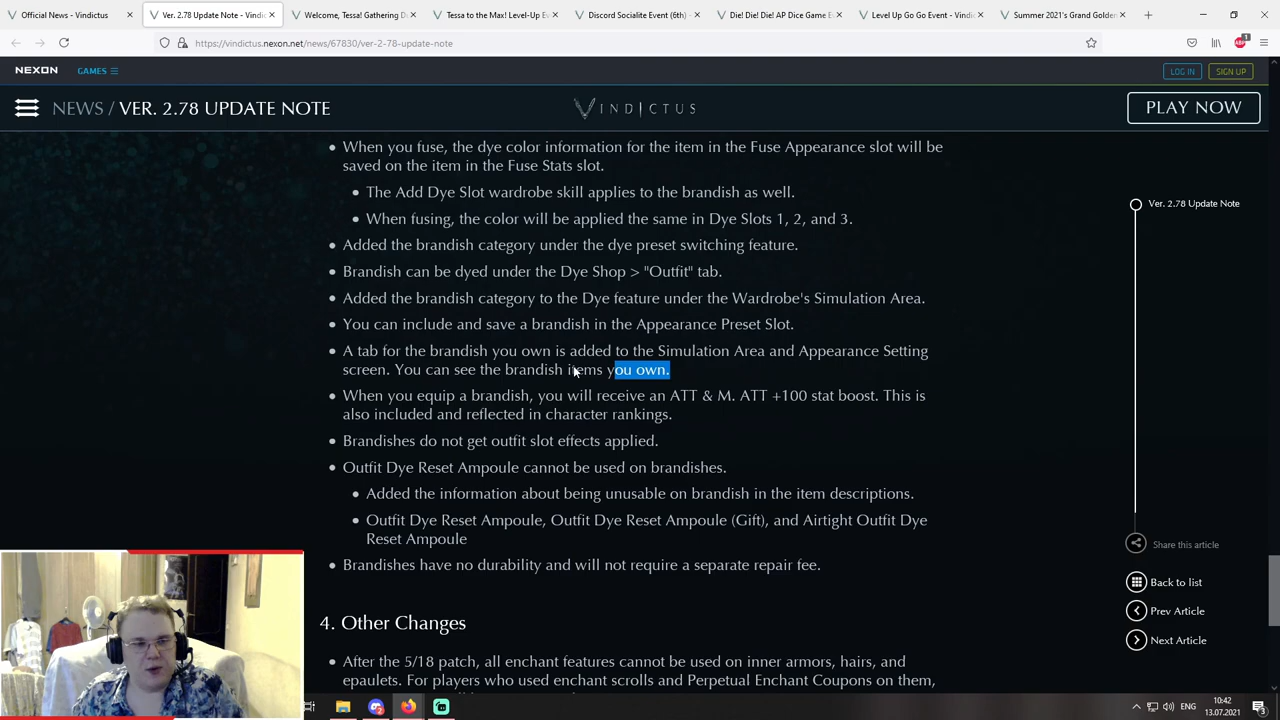 Official News - Vindictus
Ver. 2.78 Update Note - Vindic
Welcome, Tessa! Gathering D
Tessa to the Max! Level-Up E
Discord Socialite Event (6th) -
Die! Die! Die! AP Dice Game E
Level Up Go Go Event - Vindic
Summer 2021's Grand Golden
https://vindictus.nexon.net/news/67830/ver-2-78-update-note
ABP
1
NEXON
GAMES
LOG IN
SIGN UP
NEWS / VER. 2.78 UPDATE NOTE
VINDICTUS
PLAY NOW
When you fuse, the dye color information for the item in the Fuse Appearance slot will be
saved on the item in the Fuse Stats slot.
The Add Dye Slot wardrobe skill applies to the brandish as well.
When fusing, the color will be applied the same in Dye Slots 1, 2, and 3.
Added the brandish category under the dye preset switching feature.
Brandish can be dyed under the Dye Shop > "Outfit" tab.
Added the brandish category to the Dye feature under the Wardrobe's Simulation Area.
You can include and save a brandish in the Appearance Preset Slot.
A tab for the brandish you own is added to the Simulation Area and Appearance Setting
screen. You can see the brandish items you own.
When you equip a brandish, you will receive an ATT & M. ATT +100 stat boost. This is
also included and reflected in character rankings.
Brandishes do not get outfit slot effects applied.
Outfit Dye Reset Ampoule cannot be used on brandishes.
Added the information about being unusable on brandish in the item descriptions.
Outfit Dye Reset Ampoule, Outfit Dye Reset Ampoule (Gift), and Airtight Outfit Dye
Reset Ampoule
Brandishes have no durability and will not require a separate repair fee.
4. Other Changes
After the 5/18 patch, all enchant features cannot be used on inner armors, hairs, and
epaulets. For players who used enchant scrolls and Perpetual Enchant Coupons on them,
Ver. 2.78 Update Note
Share this article
Back to list
Prev Article
Next Article
ENG
10:42
13.07.2021
3